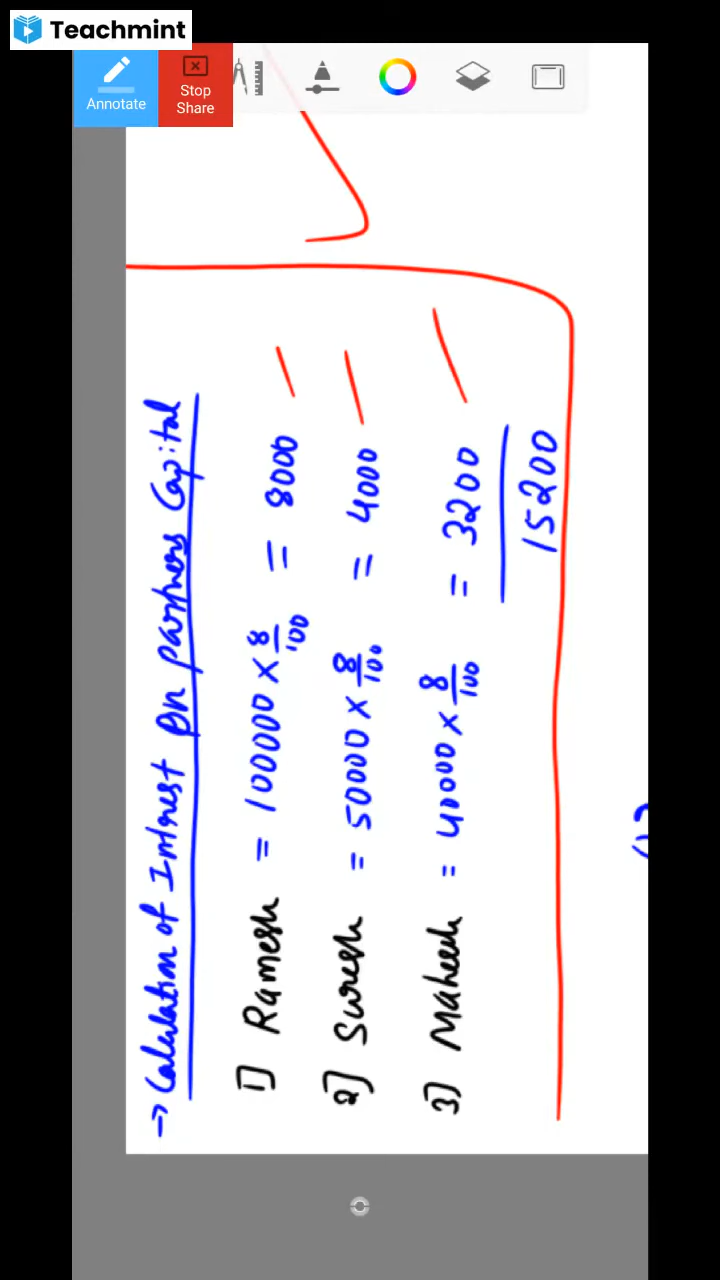 Teachmint
Annotate
Stop
Share
→ Calculation of Interest on partners Capital
1) Ramesh = 100000 × 8/100 = 8000
2) Suresh = 50000 × 8/100 = 4000
3) Mahesh = 40000 × 8/100 = 3200
15200